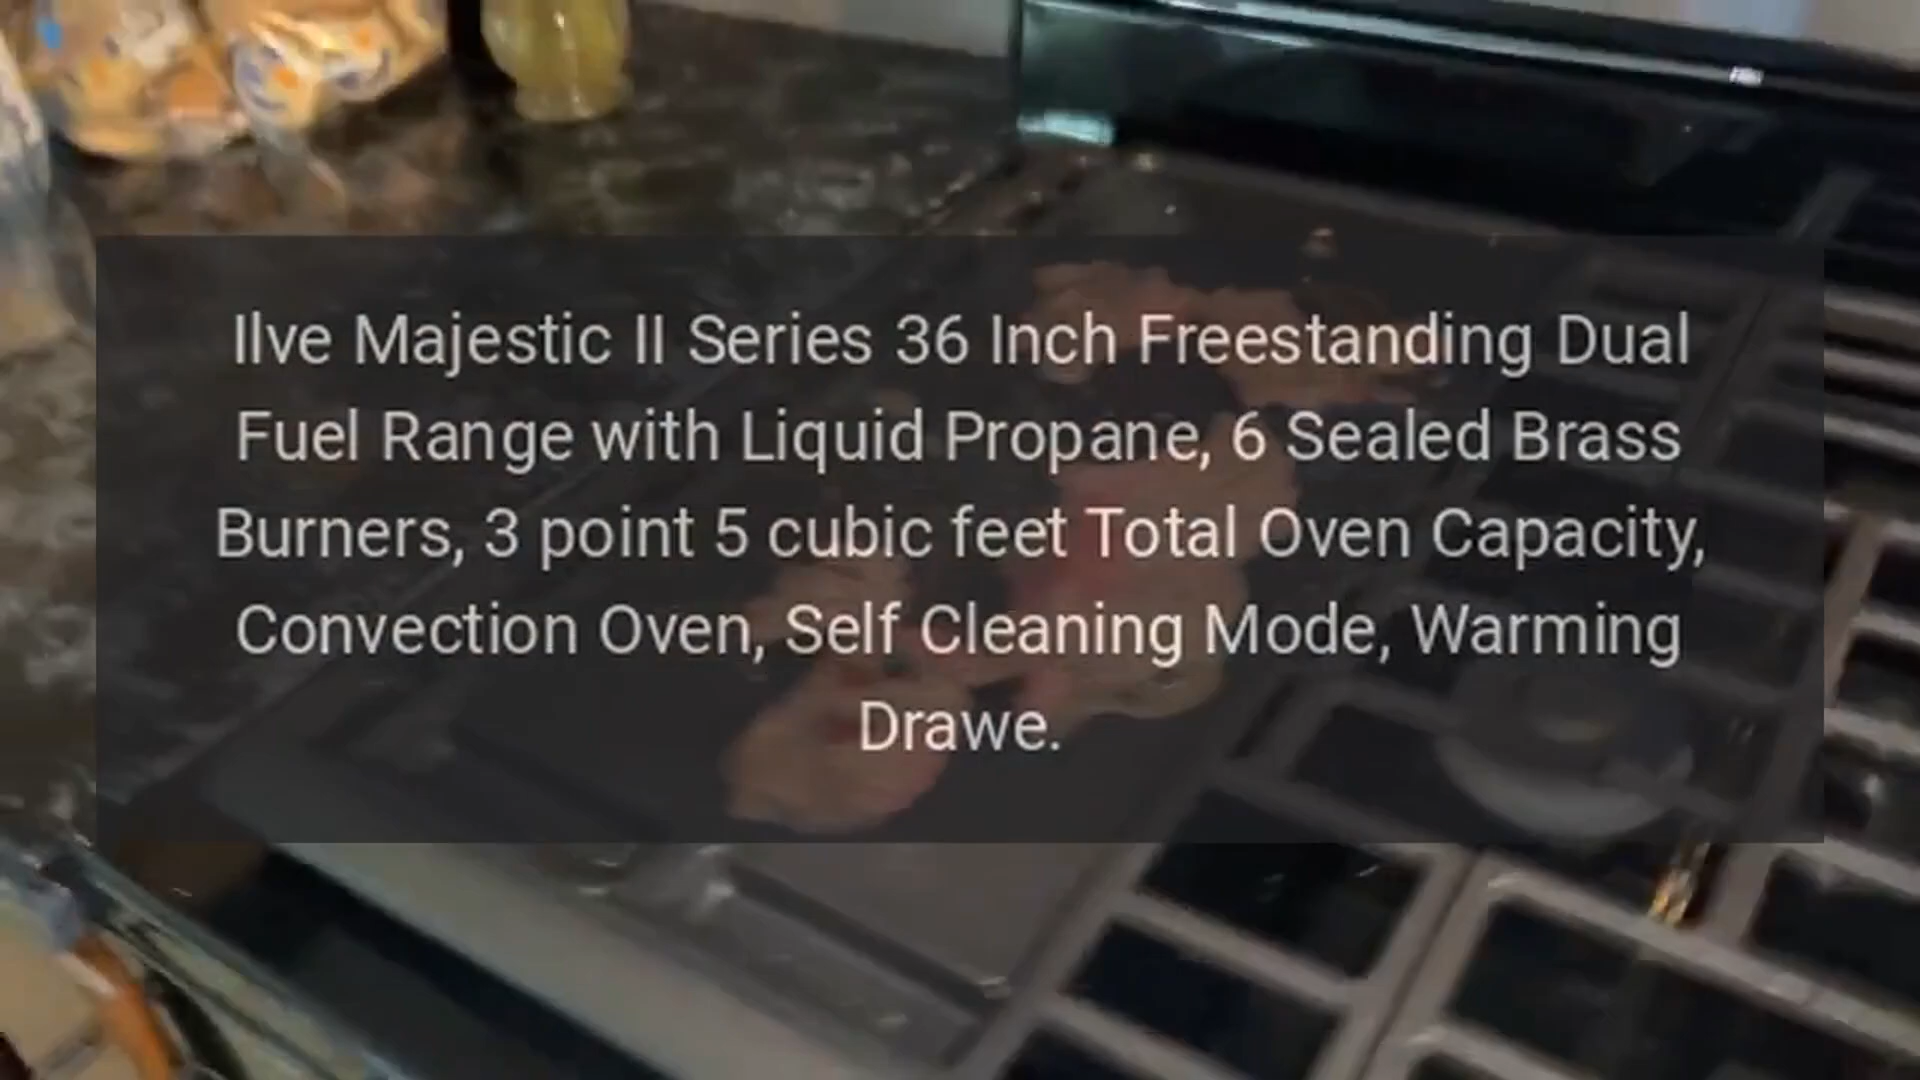 Ilve Majestic II Series 36 Inch Freestanding Dual
Fuel Range with Liquid Propane, 6 Sealed Brass
Burners, 3 point 5 cubic feet Total Oven Capacity,
Convection Oven, Self Cleaning Mode, Warming
Drawe.